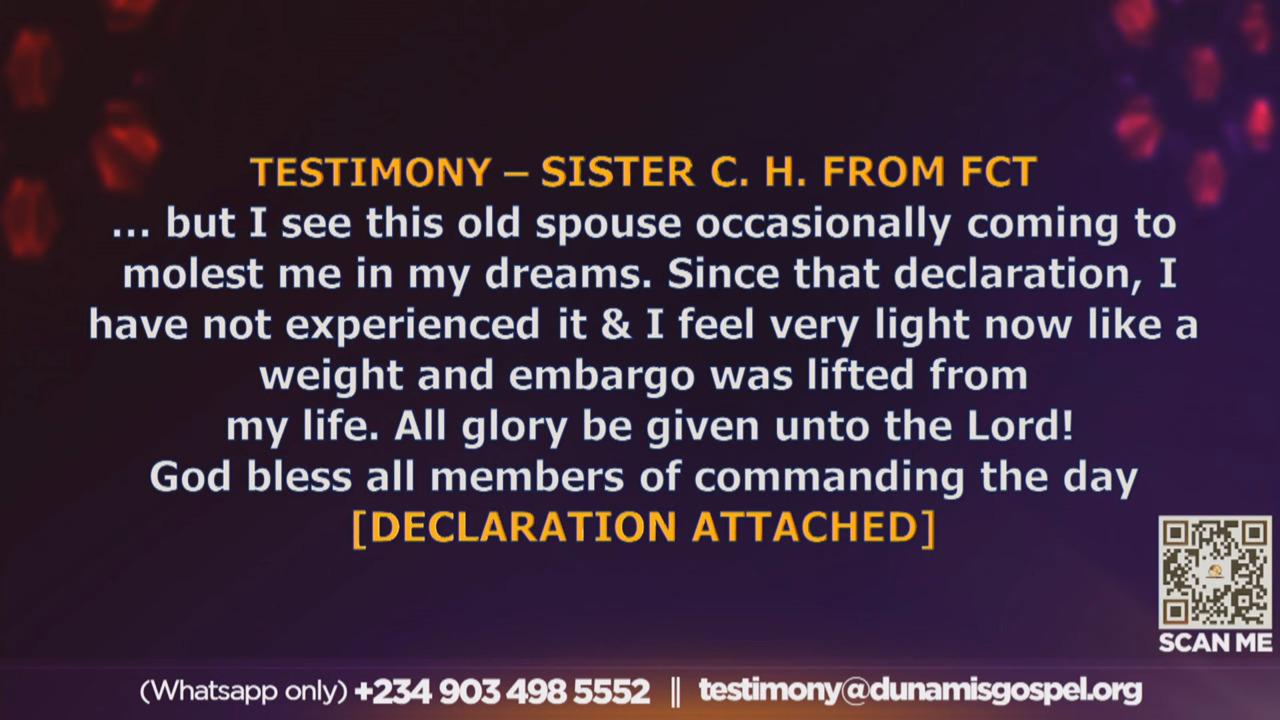 TESTIMONY – SISTER C. H. FROM FCT
... but I see this old spouse occasionally coming to
molest me in my dreams. Since that declaration, I
have not experienced it & I feel very light now like a
weight and embargo was lifted from
my life. All glory be given unto the Lord!
God bless all members of commanding the day
[DECLARATION ATTACHED]
SCAN ME
(Whatsapp only) +234 903 498 5552 || testimony@dunamisgospel.org